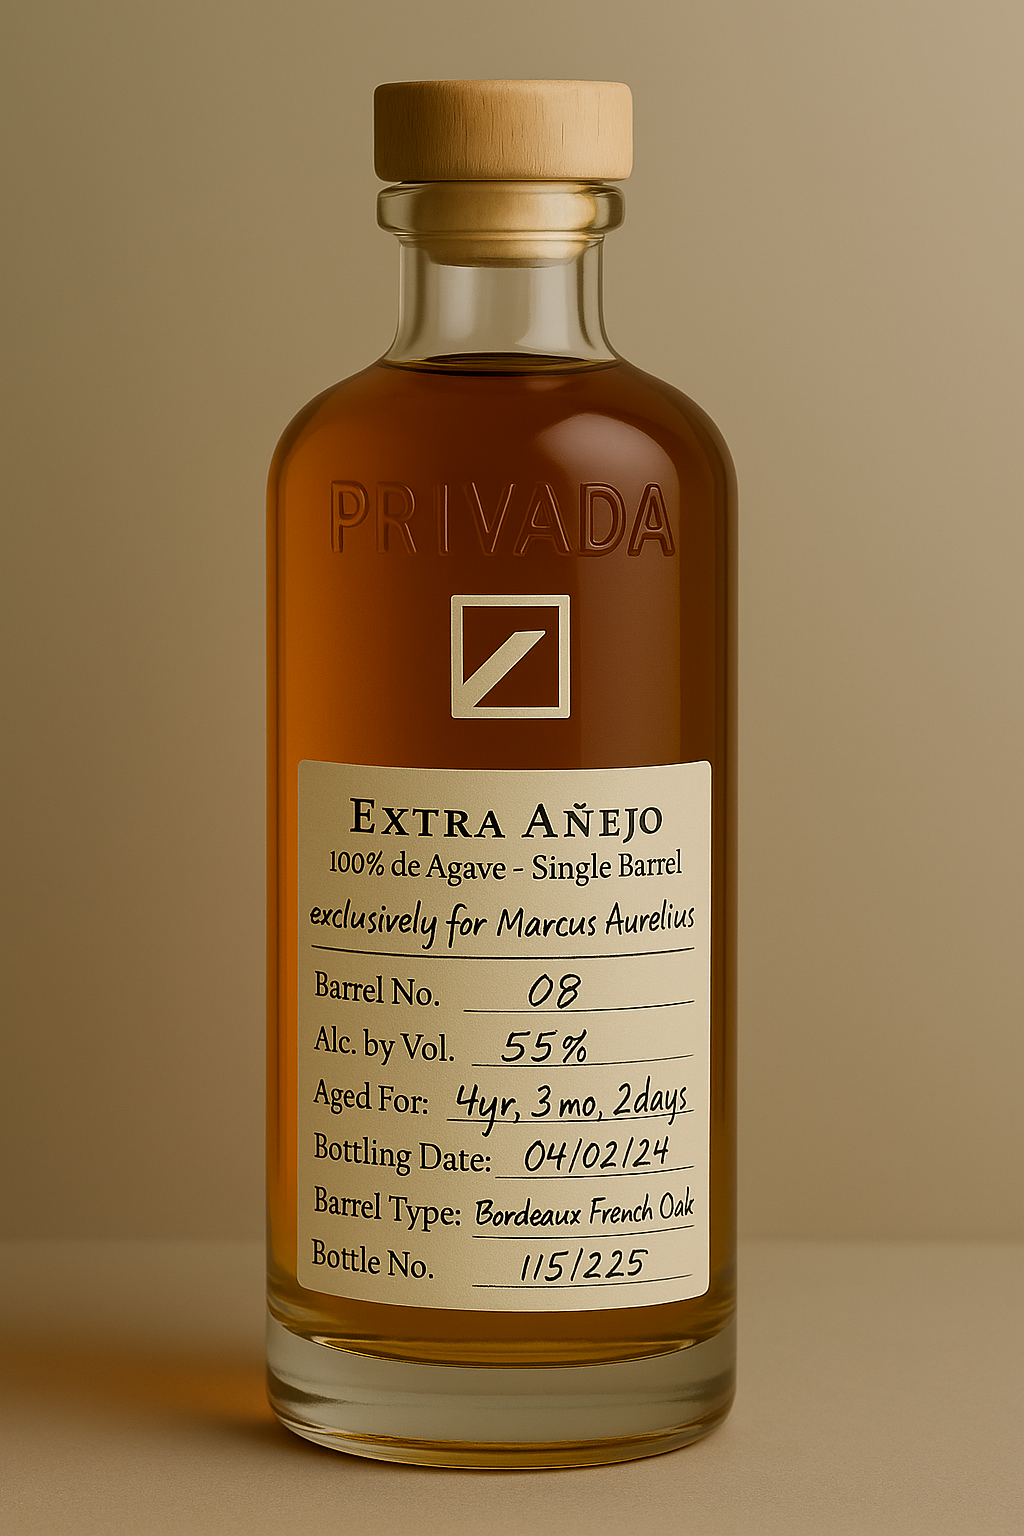 PRIVADA
EXTRA AÑEJO
100% de Agave - Single Barrel
exclusively for Marcus Aurelius
Barrel No. 08
Alc. by Vol. 55%
Aged For: 4yr, 3 mo, 2days
Bottling Date: 04/02/24
Barrel Type: Bordeaux French Oak
Bottle No. 115/225